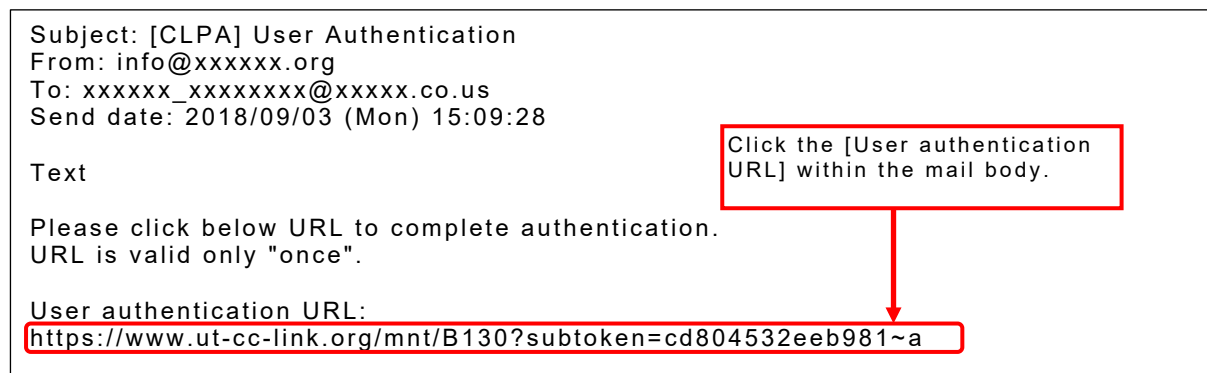 Subject: [CLPA] User Authentication
From: info@xxxxxx.org
To: xxxxxx_xxxxxxxx@xxxxx.co.us
Send date: 2018/09/03 (Mon) 15:09:28
Click the [User authentication
URL] within the mail body.
Text
Please click below URL to complete authentication.
URL is valid only "once".
User authentication URL:
https://www.ut-cc-link.org/mnt/B130?subtoken=cd804532eeb981~a